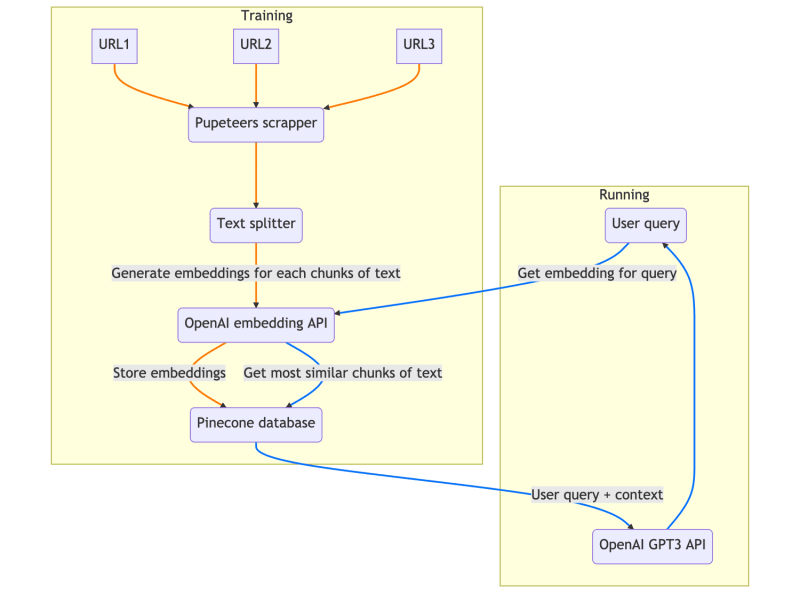 Training
URL1
URL2
URL3
Pupeteers scrapper
Running
Text splitter
User query
Generate embeddings for each chunks of text
Get embedding for query
OpenAI embedding API
Store embeddings
Get most similar chunks of text
Pinecone database
User query + context
OpenAI GPT3 API